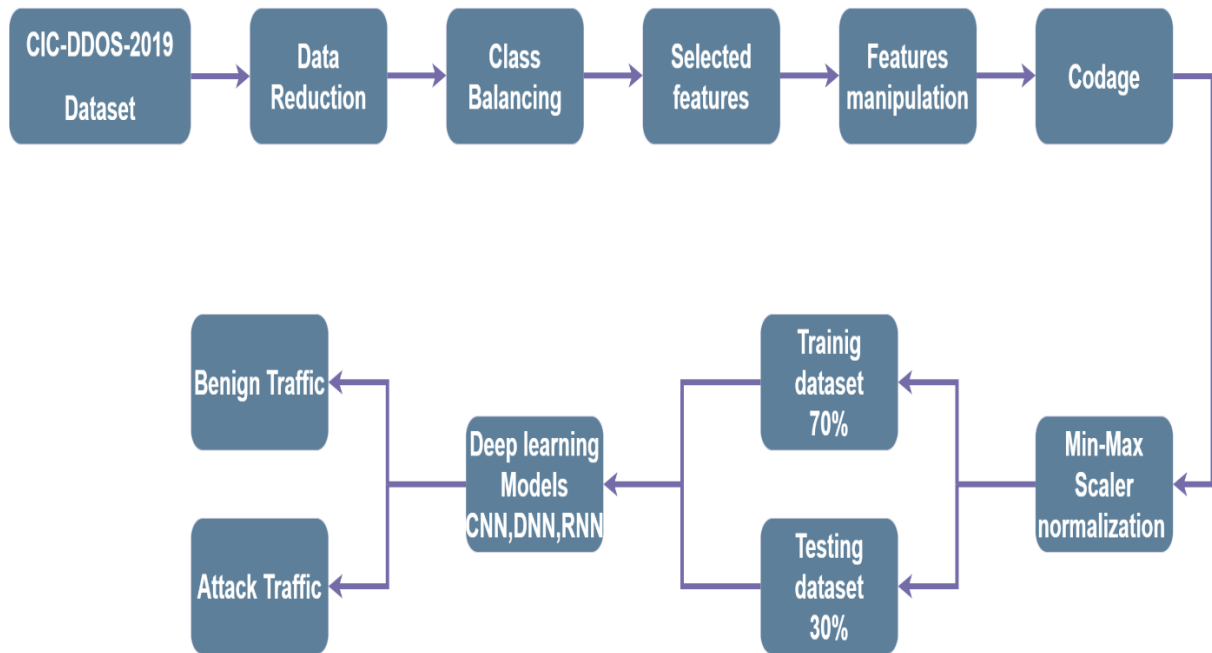 CIC-DDOS-2019
Dataset
Data
Reduction
Class
Balancing
Selected
features
Features
manipulation
Codage
Min-Max
Scaler
normalization
Trainig
dataset
70%
Testing
dataset
30%
Deep learning
Models
CNN,DNN,RNN
Benign Traffic
Attack Traffic